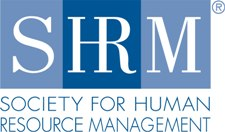 SHRM®
SOCIETY FOR HUMAN
RESOURCE MANAGEMENT